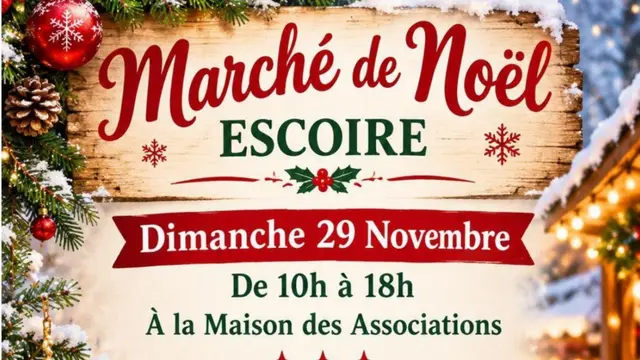 Marché de Noël
ESCOIRE
Dimanche 29 Novembre
De 10h à 18h
À la Maison des Associations